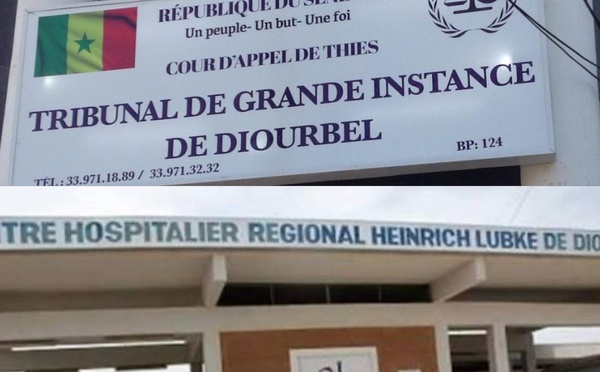 RÉPUBLIQUE DU
Un peuple- Un but- Une foi
COUR D'APPEL DE THIES
TRIBUNAL DE GRANDE INSTANCE
DE DIOURBEL
BP: 124
TÉL : 33.971.18.89 / 33.971.32.32
TRE HOSPITALIER REGIONAL HEINRICH LUBKE DE DIO